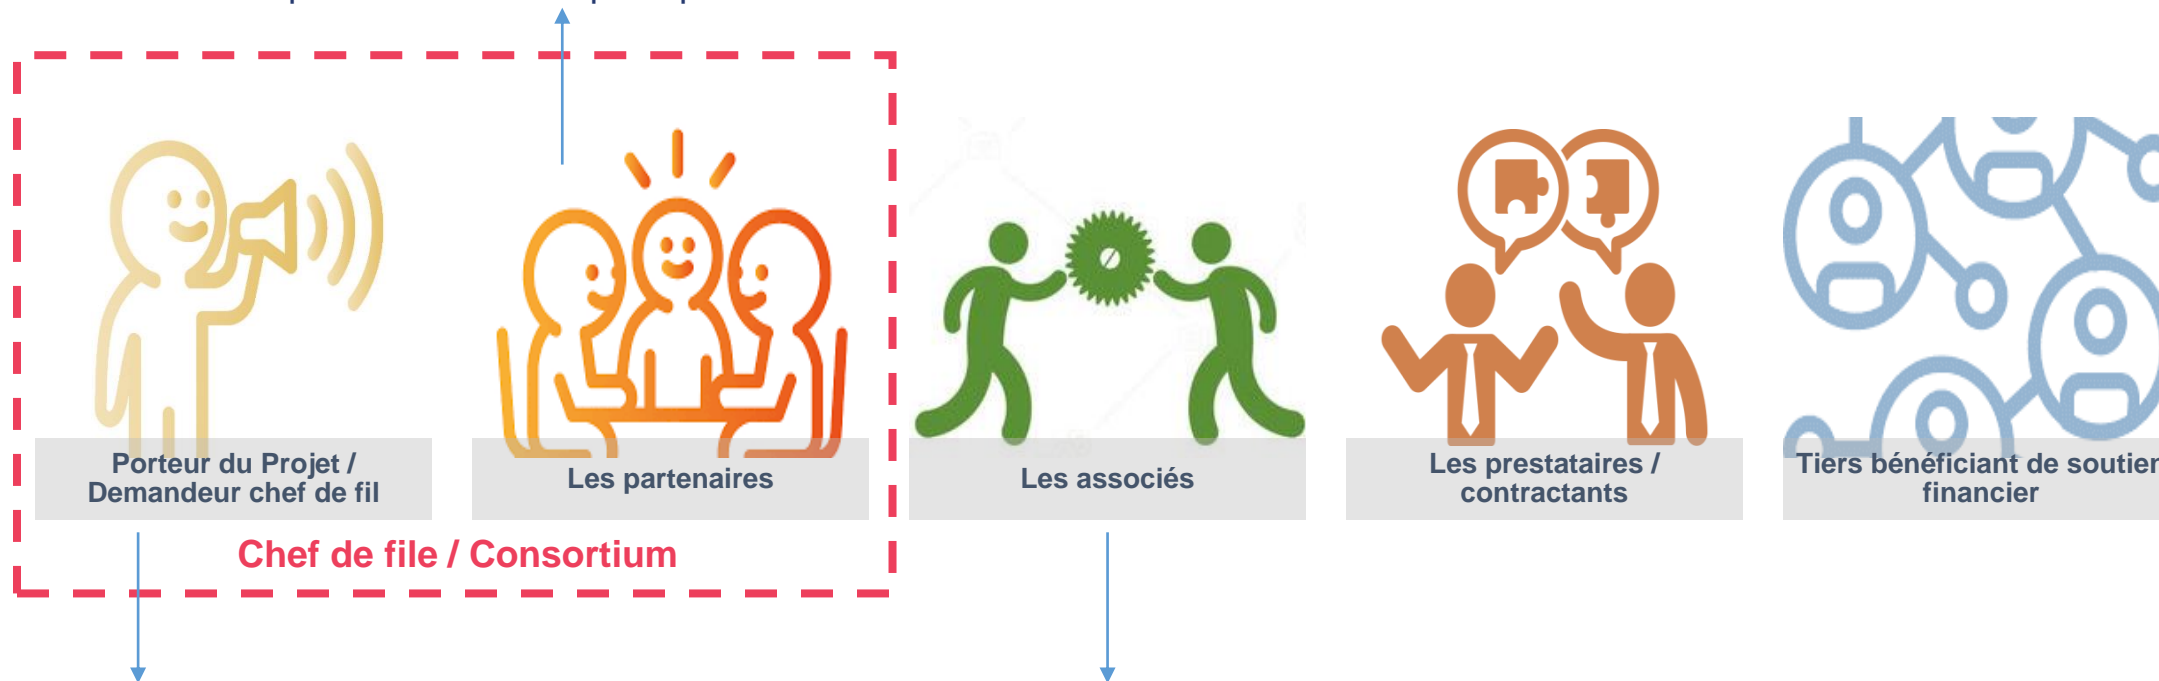 Porteur du Projet /
Demandeur chef de fil
Les partenaires
Les associés
Les prestataires /
contractants
Tiers bénéficiant de soutien
financier
Chef de file / Consortium